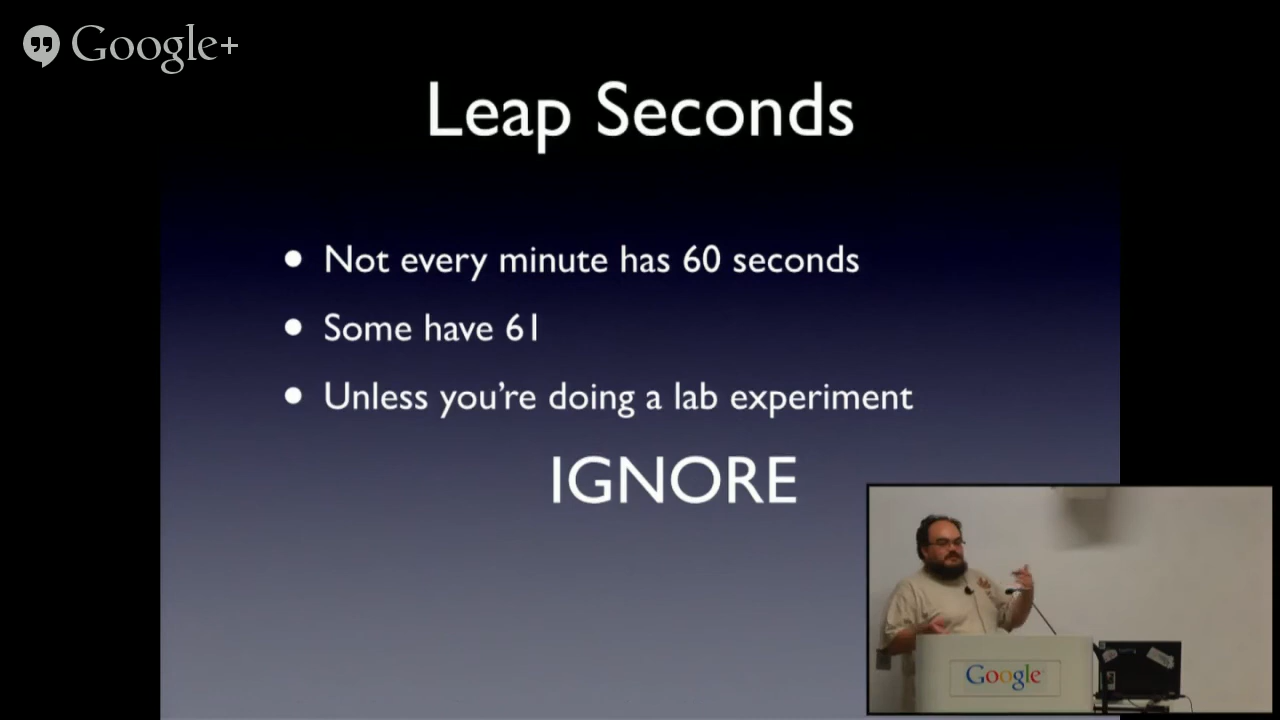 Google+
Leap Seconds
Not every minute has 60 seconds
Some have 61
Unless you're doing a lab experiment
IGNORE
Google